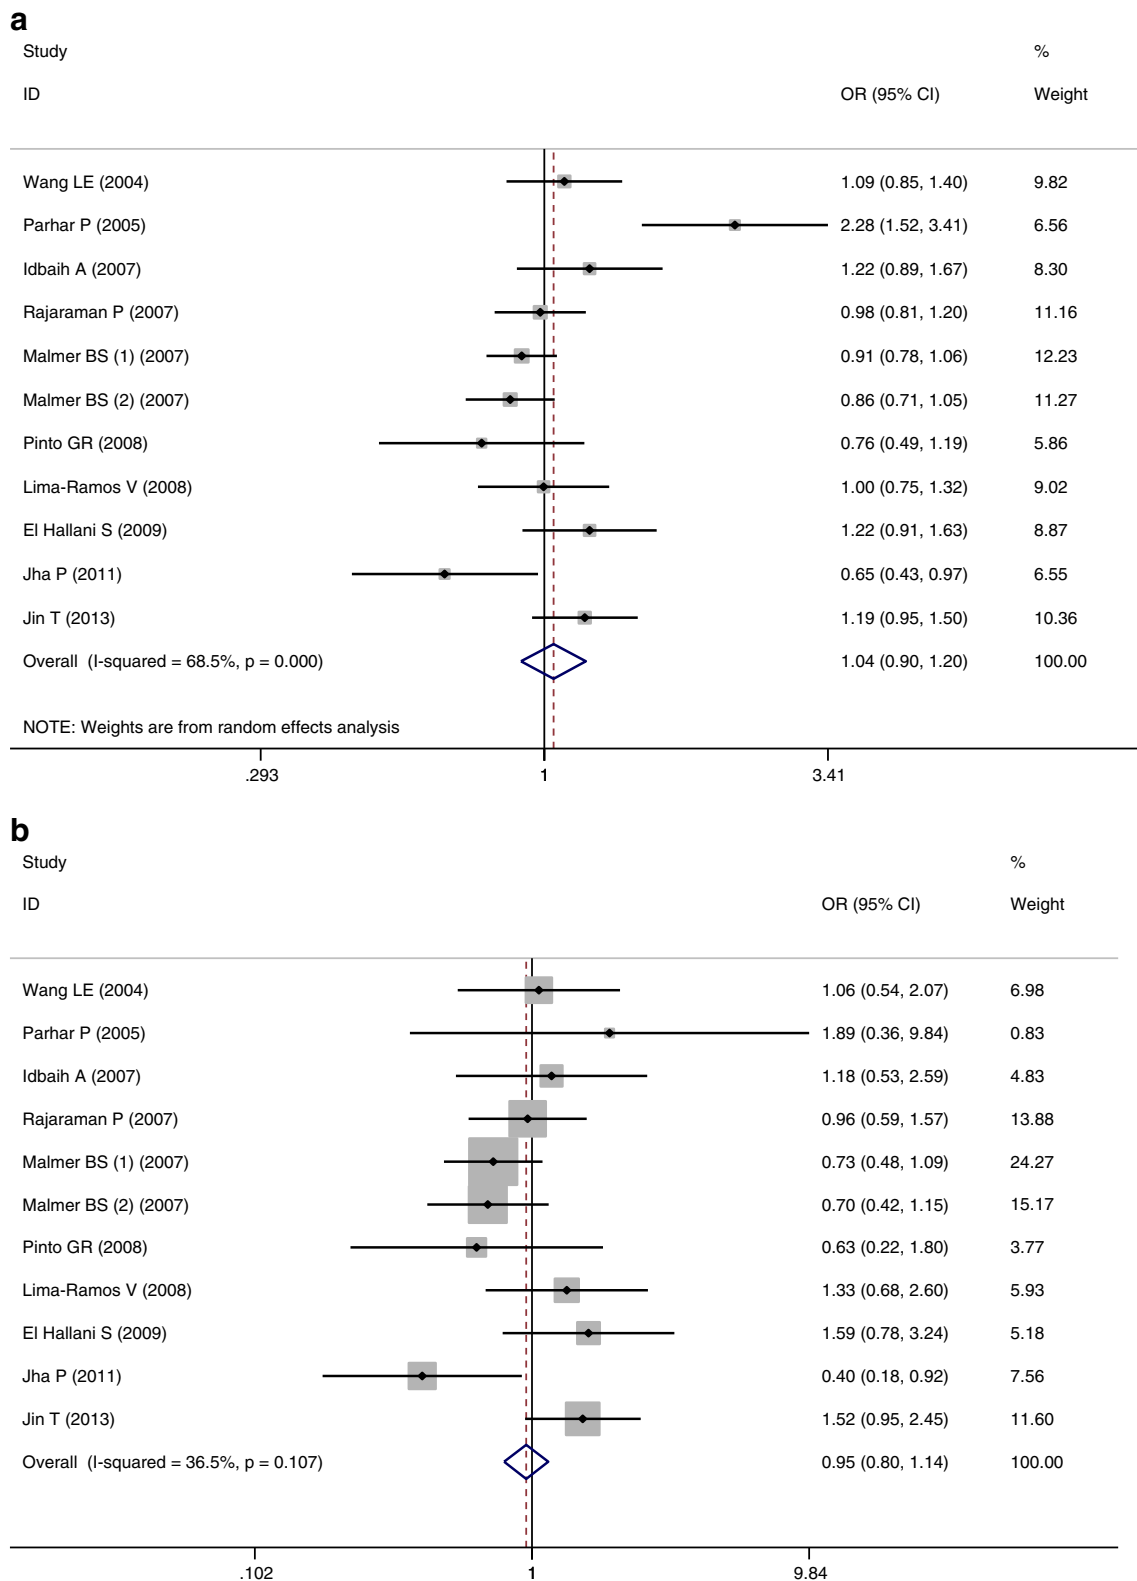 a
Study %
ID OR (95% CI) Weight
Wang LE (2004) 1.09 (0.85, 1.40) 9.82
Parhar P (2005) 2.28 (1.52, 3.41) 6.56
Idbaih A (2007) 1.22 (0.89, 1.67) 8.30
Rajaraman P (2007) 0.98 (0.81, 1.20) 11.16
Malmer BS (1) (2007) 0.91 (0.78, 1.06) 12.23
Malmer BS (2) (2007) 0.86 (0.71, 1.05) 11.27
Pinto GR (2008) 0.76 (0.49, 1.19) 5.86
Lima-Ramos V (2008) 1.00 (0.75, 1.32) 9.02
El Hallani S (2009) 1.22 (0.91, 1.63) 8.87
Jha P (2011) 0.65 (0.43, 0.97) 6.55
Jin T (2013) 1.19 (0.95, 1.50) 10.36
Overall (I-squared = 68.5%, p = 0.000) 1.04 (0.90, 1.20) 100.00
NOTE: Weights are from random effects analysis
.293 1 3.41
b
Study %
ID OR (95% CI) Weight
Wang LE (2004) 1.06 (0.54, 2.07) 6.98
Parhar P (2005) 1.89 (0.36, 9.84) 0.83
Idbaih A (2007) 1.18 (0.53, 2.59) 4.83
Rajaraman P (2007) 0.96 (0.59, 1.57) 13.88
Malmer BS (1) (2007) 0.73 (0.48, 1.09) 24.27
Malmer BS (2) (2007) 0.70 (0.42, 1.15) 15.17
Pinto GR (2008) 0.63 (0.22, 1.80) 3.77
Lima-Ramos V (2008) 1.33 (0.68, 2.60) 5.93
El Hallani S (2009) 1.59 (0.78, 3.24) 5.18
Jha P (2011) 0.40 (0.18, 0.92) 7.56
Jin T (2013) 1.52 (0.95, 2.45) 11.60
Overall (I-squared = 36.5%, p = 0.107) 0.95 (0.80, 1.14) 100.00
.102 1 9.84